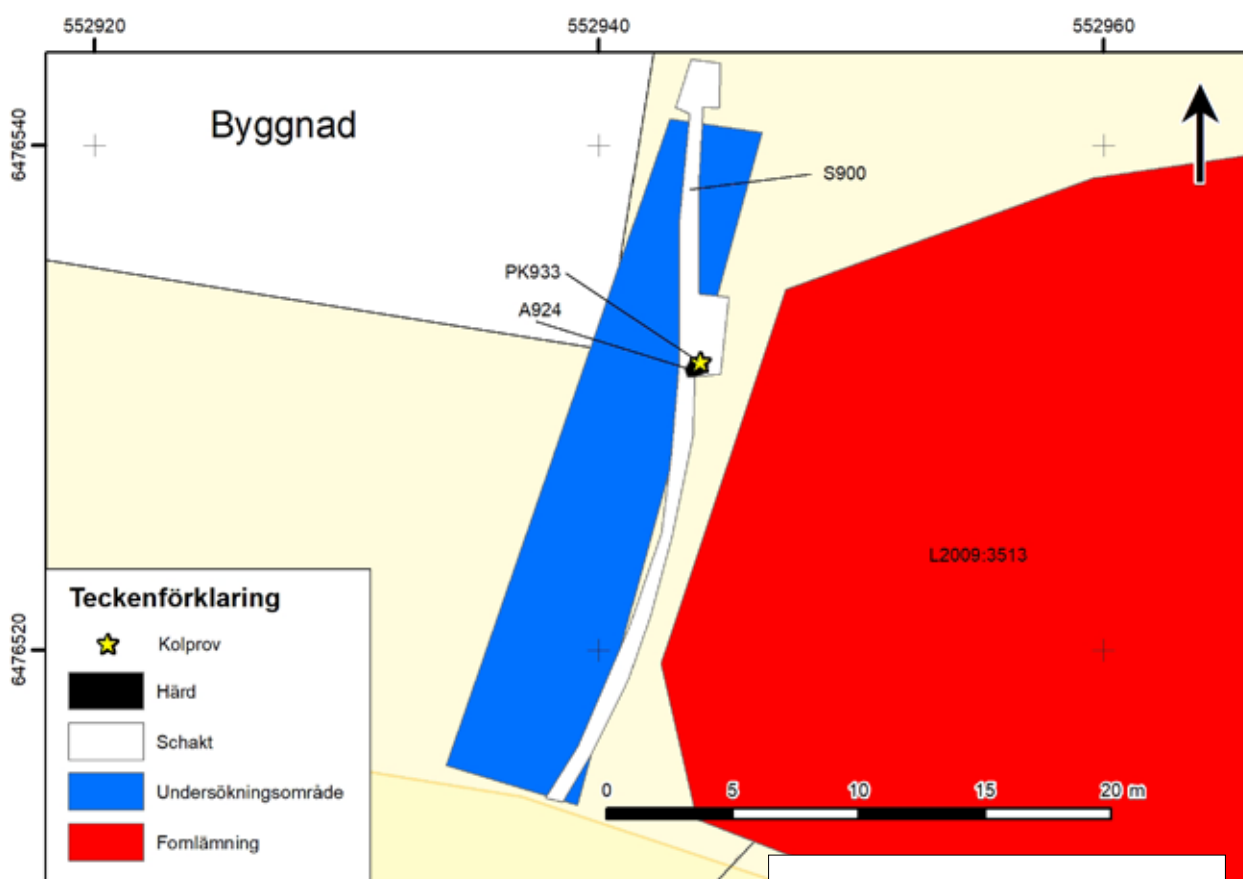 552920
552940
552960
6476540
Byggnad
S900
PK933
A924
L2009:3513
6476520
Teckenförklaring
Kolprov
Härd
Schakt
Undersökningsområde
Fornlämning
0 5 10 15 20 m